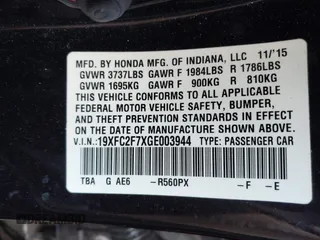 MFD. BY HONDA MFG. OF INDIANA, LLC 11/'15
GVWR 3737LBS GAWR F 1984LBS R 1786LBS
GVWR 1695KG GAWR F 900KG R 810KG
THIS VEHICLE CONFORMS TO ALL APPLICABLE
FEDERAL MOTOR VEHICLE SAFETY, BUMPER,
AND THEFT PREVENTION STANDARDS IN EFFECT
ON THE DATE OF MANUFACTURE SHOWN ABOVE.
V.I.N.: 19XFC2F7XGE003944 TYPE: PASSENGER CAR
TBA G AE6 -R560PX -F -E